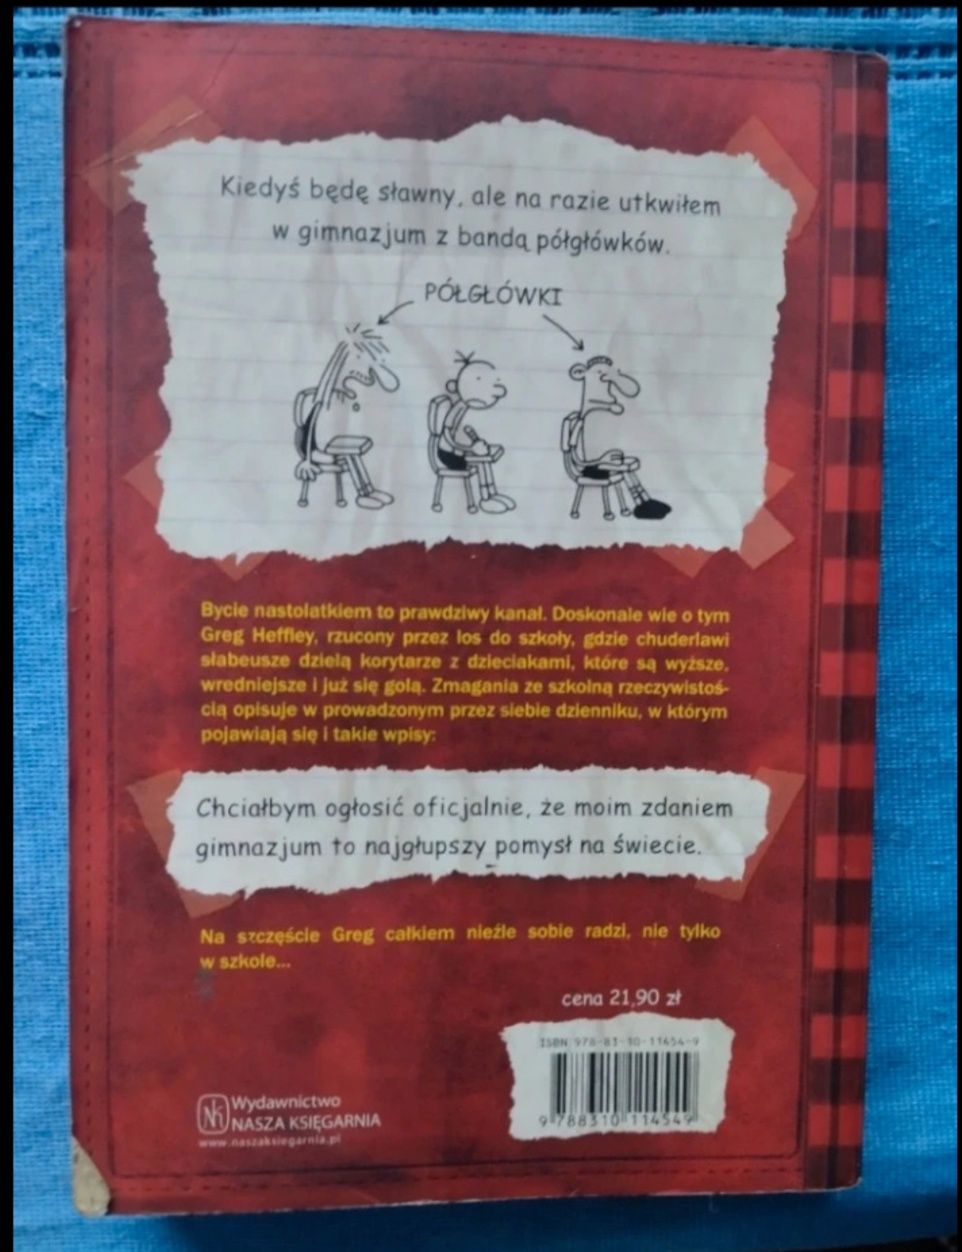 Kiedyś będę sławny, ale na razie utkwiłem
w gimnazjum z bandą półgłówków.
PÓŁGŁÓWKI
Bycie nastolatkiem to prawdziwy kanał. Doskonale wie o tym
Greg Heffley, rzucony przez los do szkoły, gdzie chuderlawi
słabeusze dzielą korytarze z dzieciakami, które są wyższe,
wredniejsze i już się golą. Zmagania ze szkolną rzeczywistoś-
cią opisuje w prowadzonym przez siebie dzienniku, w którym
pojawiają się i takie wpisy:
Chciałbym ogłosić oficjalnie, że moim zdaniem
gimnazjum to najgłupszy pomysł na świecie.
Na szczęście Greg całkiem nieźle sobie radzi, nie tylko
w szkole...
cena 21,90 zł
ISBN 978-83-10-11454-9
9 788310 114549
Wydawnictwo
NASZA KSIĘGARNIA
www.naszaksiegarnia.pl